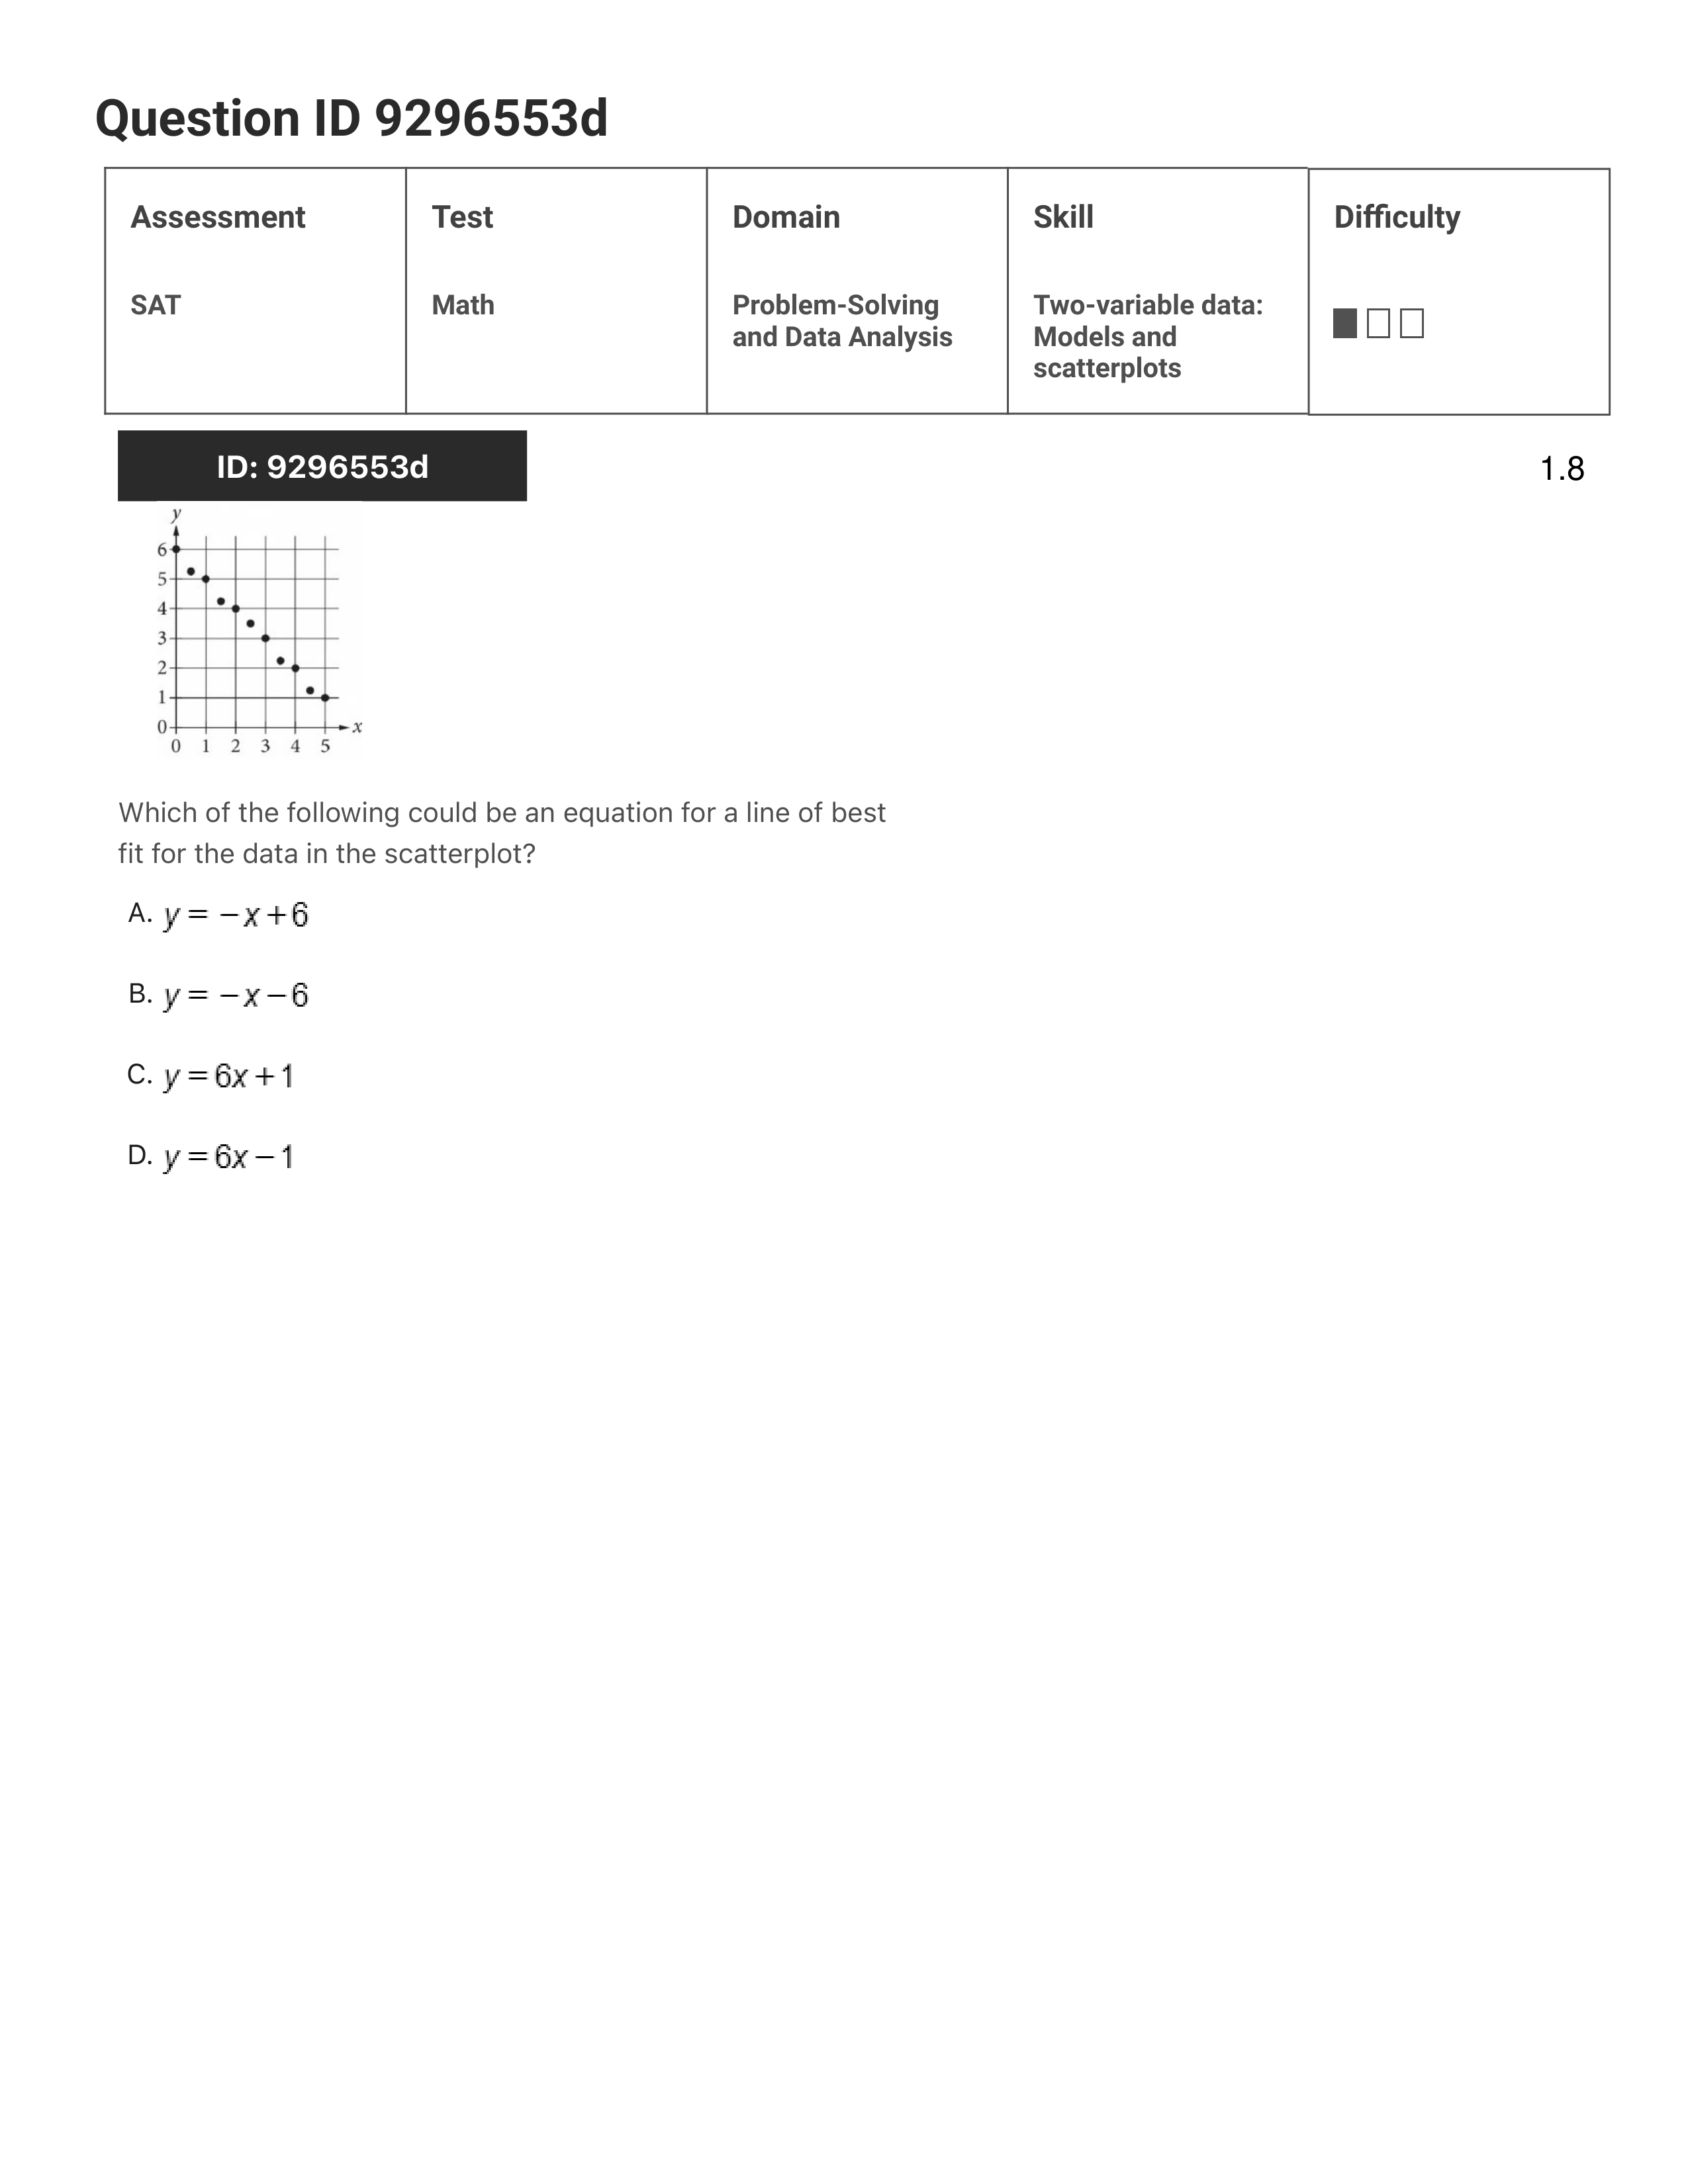 Question ID 9296553d
Assessment Test Domain Skill Difficulty
SAT Math Problem-Solving and Data Analysis Two-variable data: Models and scatterplots
ID: 9296553d
1.8
y
6
5
4
3
2
1
0
x
0 1 2 3 4 5
Which of the following could be an equation for a line of best
fit for the data in the scatterplot?
A. y = −x+6
B. y = −x−6
C. y = 6x+1
D. y = 6x−1